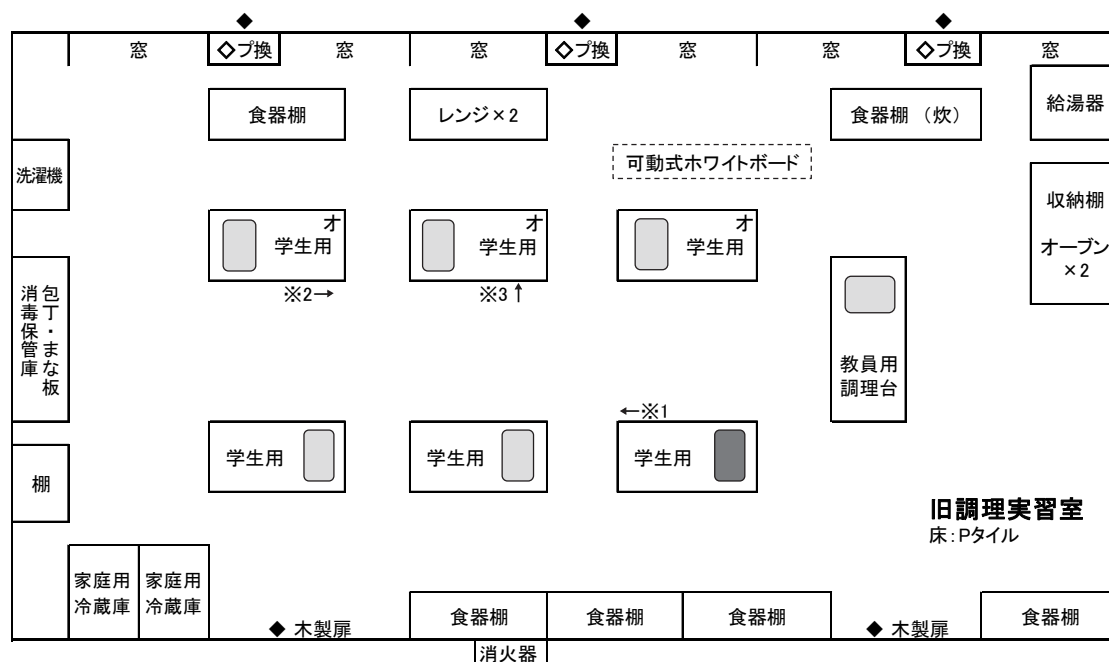 ◆ ◆ ◆
窓 ◇プ換 窓 窓 ◇プ換 窓 窓 ◇プ換 窓
食器棚 レンジ×2 食器棚（炊） 給湯器
可動式ホワイトボード
洗濯機
収納棚
オーブン
×2
オ オ オ
学生用 学生用 学生用
※2→ ※3↑
包丁・まな板
消毒保管庫
教員用
調理台
←※1
学生用 学生用 学生用
棚
旧調理実習室
床：Pタイル
家庭用
冷蔵庫
家庭用
冷蔵庫
◆ 木製扉 食器棚 食器棚 食器棚 ◆ 木製扉 食器棚
消火器